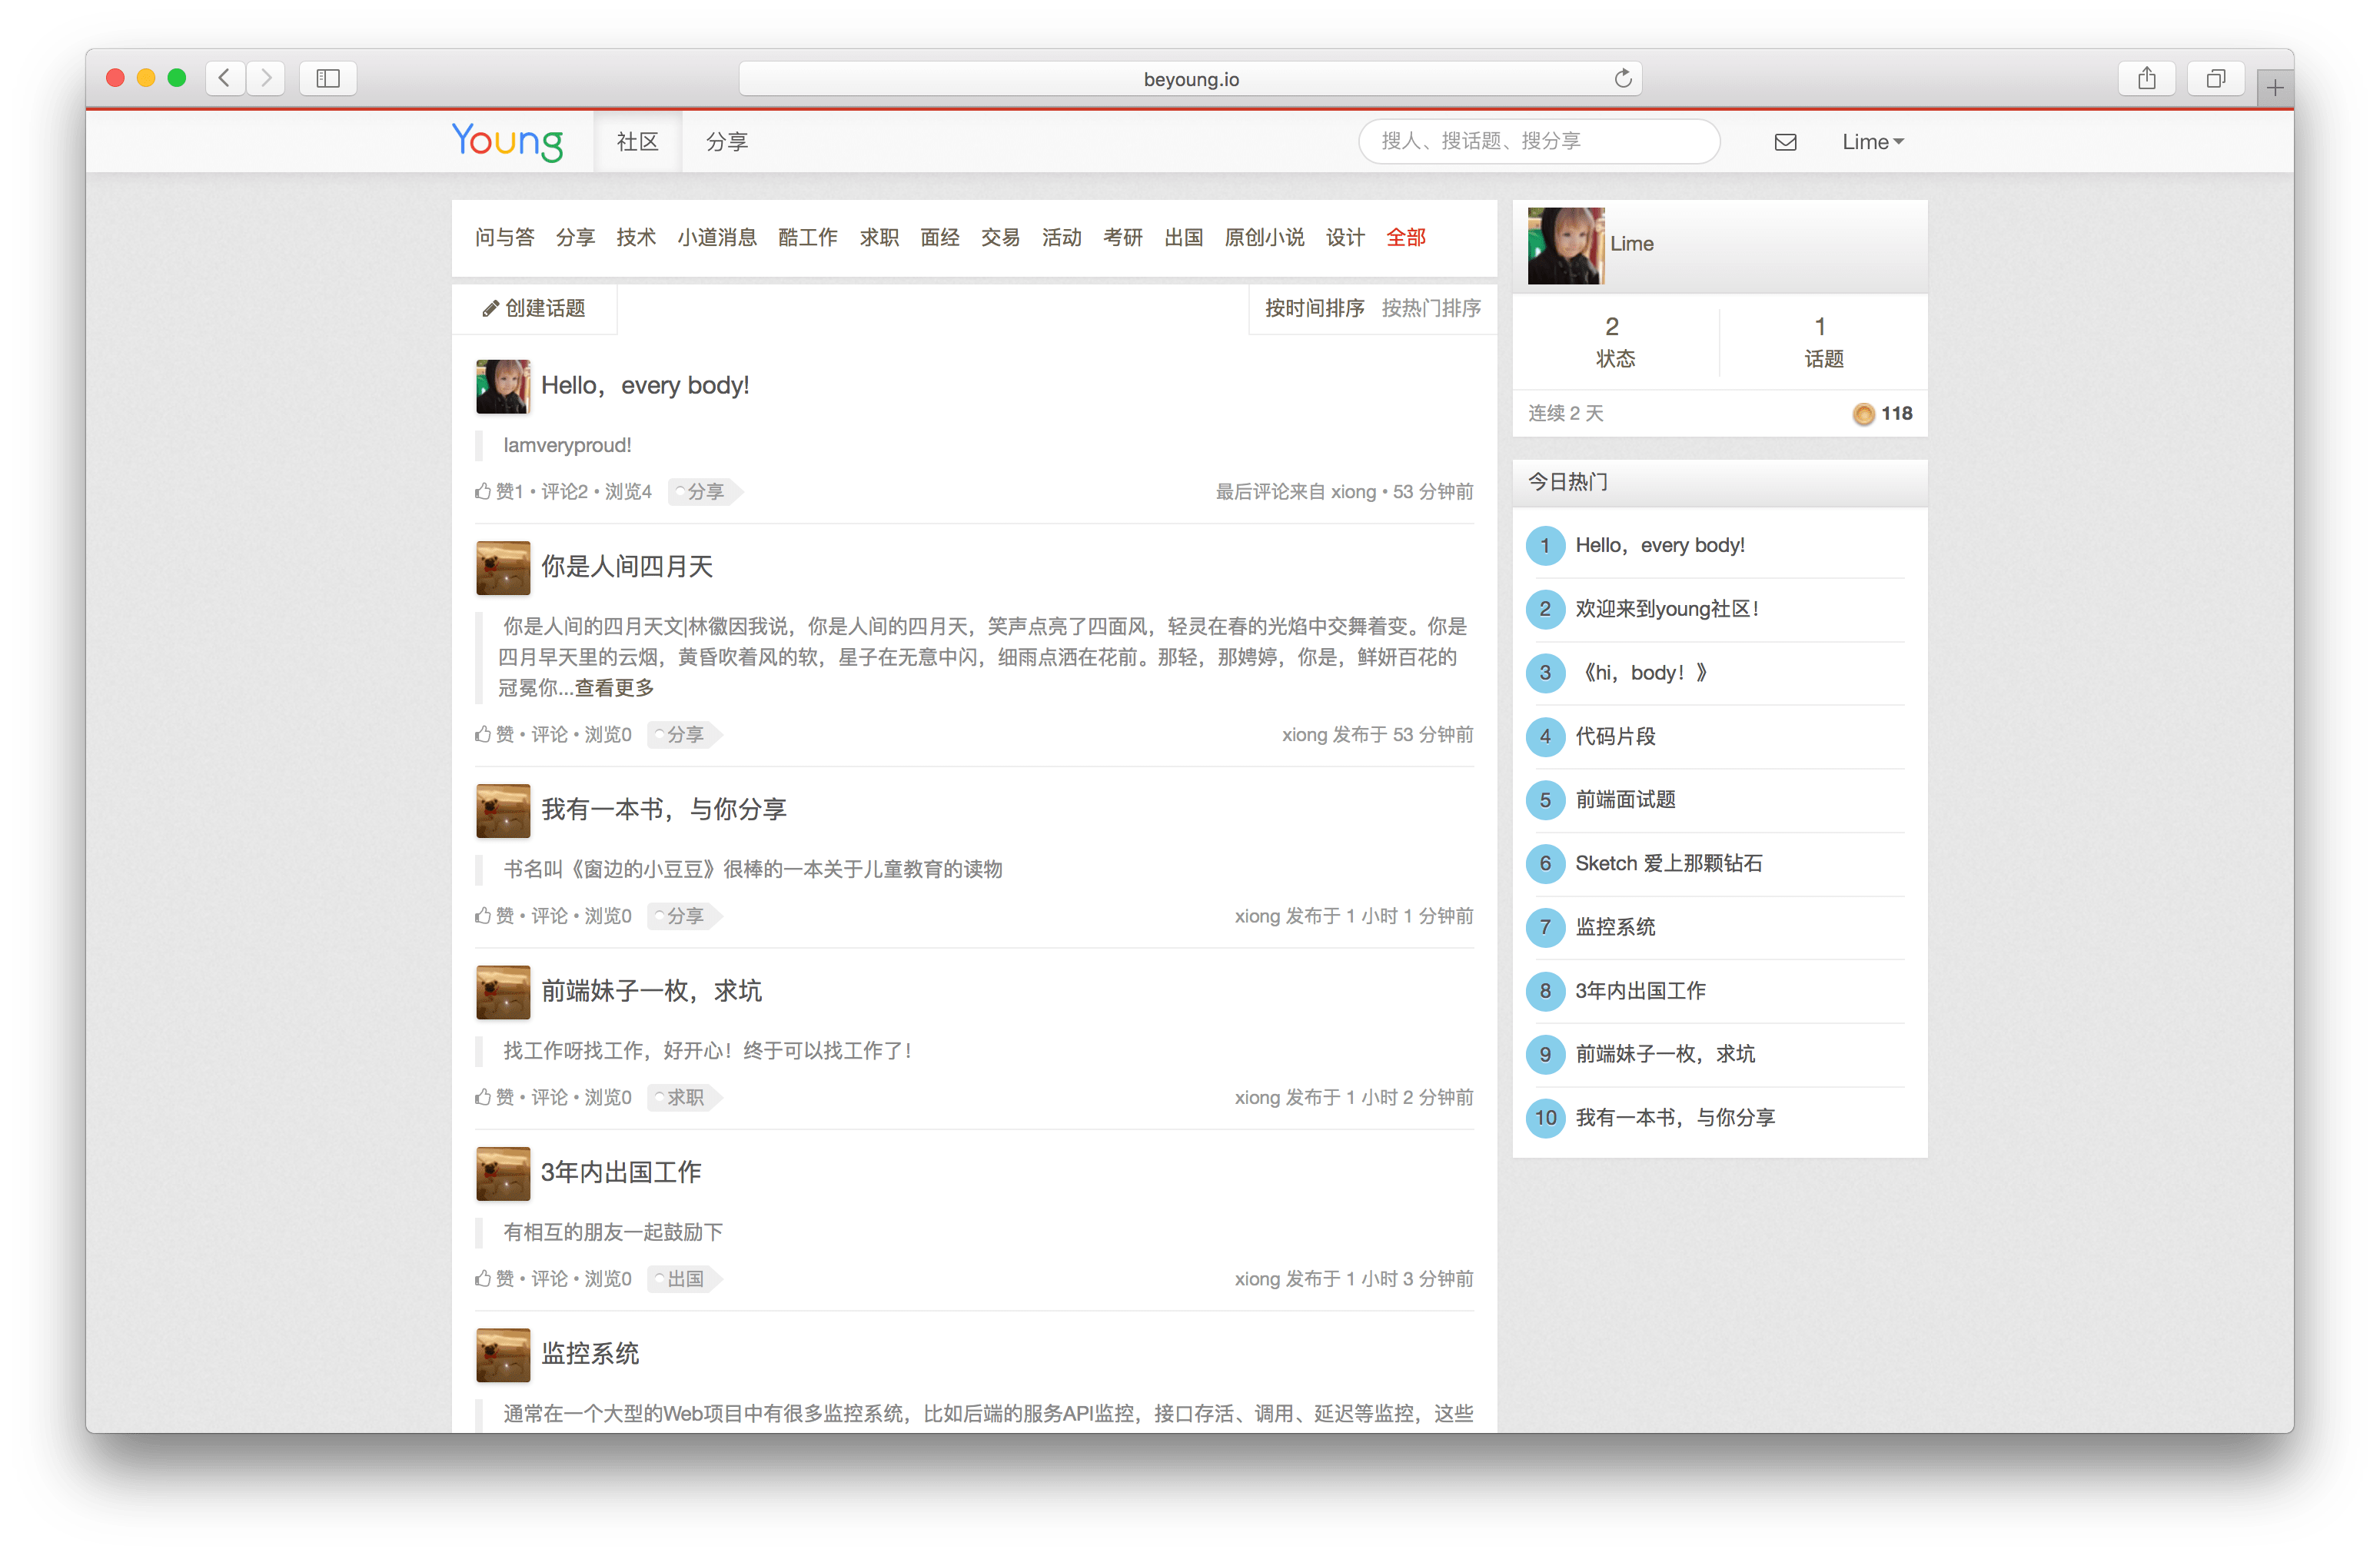 beyoung.io
Young 社区 分享 搜人、搜话题、搜分享 Lime
问与答 分享 技术 小道消息 酷工作 求职 面经 交易 活动 考研 出国 原创小说 设计 全部
创建话题 按时间排序 按热门排序
Hello，every body!
Iamveryproud!
赞1 • 评论2 • 浏览4 分享 最后评论来自 xiong • 53 分钟前
你是人间四月天
你是人间的四月天文|林徽因我说，你是人间的四月天，笑声点亮了四面风，轻灵在春的光焰中交舞着变。你是
四月早天里的云烟，黄昏吹着风的软，星子在无意中闪，细雨点洒在花前。那轻，那娉婷，你是，鲜妍百花的
冠冕你...查看更多
赞 • 评论 • 浏览0 分享 xiong 发布于 53 分钟前
我有一本书，与你分享
书名叫《窗边的小豆豆》很棒的一本关于儿童教育的读物
赞 • 评论 • 浏览0 分享 xiong 发布于 1 小时 1 分钟前
前端妹子一枚，求坑
找工作呀找工作，好开心！终于可以找工作了！
赞 • 评论 • 浏览0 求职 xiong 发布于 1 小时 2 分钟前
3年内出国工作
有相互的朋友一起鼓励下
赞 • 评论 • 浏览0 出国 xiong 发布于 1 小时 3 分钟前
监控系统
通常在一个大型的Web项目中有很多监控系统，比如后端的服务API监控，接口存活、调用、延迟等监控，这些
Lime
2 1
状态 话题
连续 2 天 118
今日热门
1 Hello，every body!
2 欢迎来到young社区！
3 《hi，body！》
4 代码片段
5 前端面试题
6 Sketch 爱上那颗钻石
7 监控系统
8 3年内出国工作
9 前端妹子一枚，求坑
10 我有一本书，与你分享